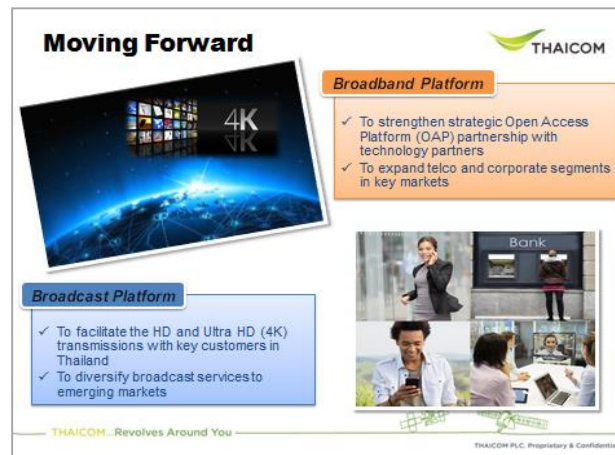 Moving Forward
THAICOM
Broadband Platform
✓ To strengthen strategic Open Access
Platform (OAP) partnership with
technology partners
✓ To expand telco and corporate segments
in key markets
4K
Bank
Broadcast Platform
✓ To facilitate the HD and Ultra HD (4K)
transmissions with key customers in
Thailand
✓ To diversify broadcast services to
emerging markets
THAICOM...Revolves Around You
THAICOM PLC. Proprietary & Confidential